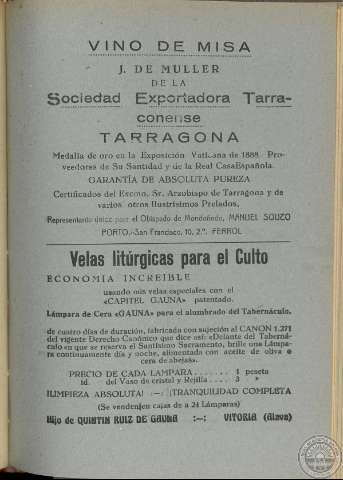 VINO DE MISA
J. DE MULLER
DE LA
Sociedad Exportadora Tarra-
conense
TARRAGONA
Medalla de oro en la Exposición Vaticana de 1888. Pro-
veedores de Su Santidad y de la Real Casa Española.
GARANTÍA DE ABSOLUTA PUREZA
Certificados del Excmo. Sr. Arzobispo de Tarragona y de
varios otros Ilustrísimos Prelados.
Representante único para el Obispado de Mondoñedo, MANUEL SOUZO
PORTO.-San Francisco, 10, 2.º. FERROL
Velas litúrgicas para el Culto
ECONOMÍA INCREIBLE
usando mis velas especiales con el
«CAPITEL GAUNA» patentado.
Lámpara de Cera «GAUNA» para el alumbrado del Tabernáculo.
de cuatro días de duración, fabricada con sujeción al CANON 1.271
del vigente Derecho Canónico que dice así: «Delante del Taberná-
culo en que se reserva el Santísimo Sacramento, brille una Lámpa-
ra continuamente día y noche, alimentada con aceite de oliva o
cera de abejas».
PRECIO DE CADA LAMPARA....... 1 peseta
id. del Vaso de cristal y Rejilla.... 3 »
¡LIMPIEZA ABSOLUTA! :—: ¡TRANQUILIDAD COMPLETA
(Se venden en cajas de a 24 Lámparas)
Hijo de QUINTIN RUIZ DE GAUNA :—: VITORIA (Alava)